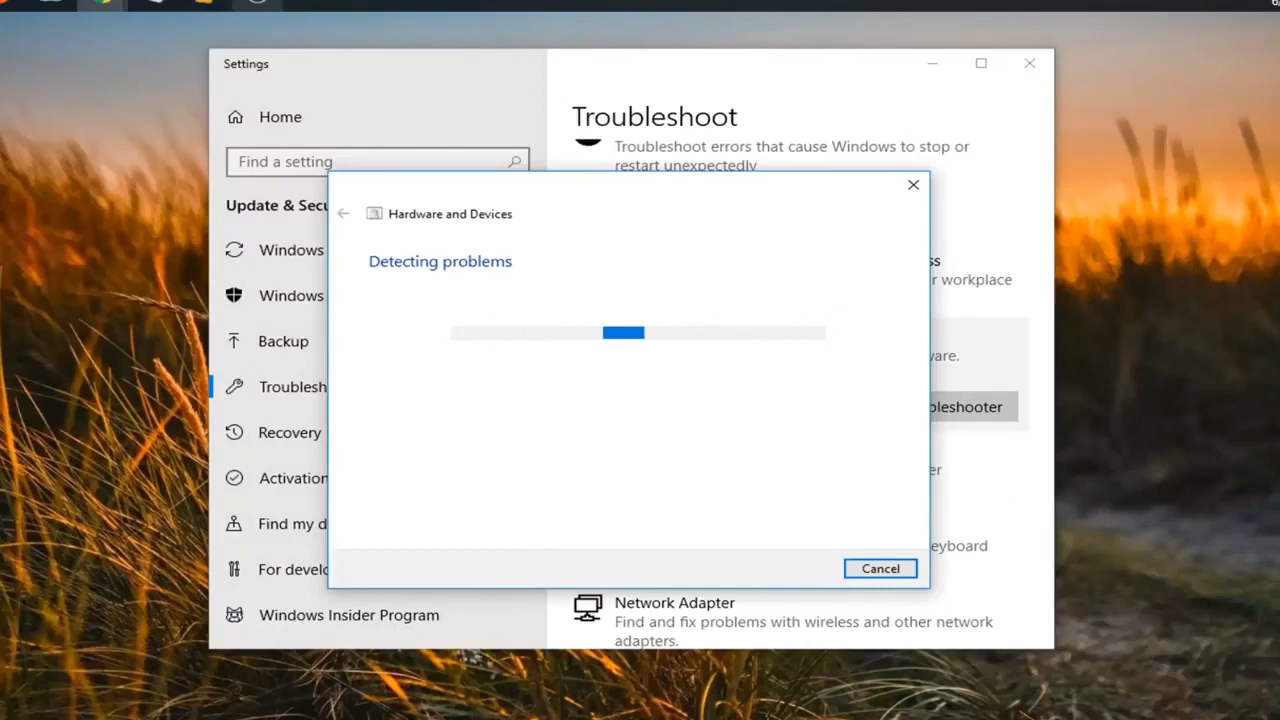 Settings
Home
Find a setting
Update & Secu
Windows
Windows
Backup
Troublesh
Recovery
Activation
Find my d
For develo
Windows Insider Program
Troubleshoot
Troubleshoot errors that cause Windows to stop or
restart unexpectedly
ss
r workplace
ware.
bleshooter
er
eyboard
Network Adapter
Find and fix problems with wireless and other network
adapters.
Hardware and Devices
Detecting problems
Cancel